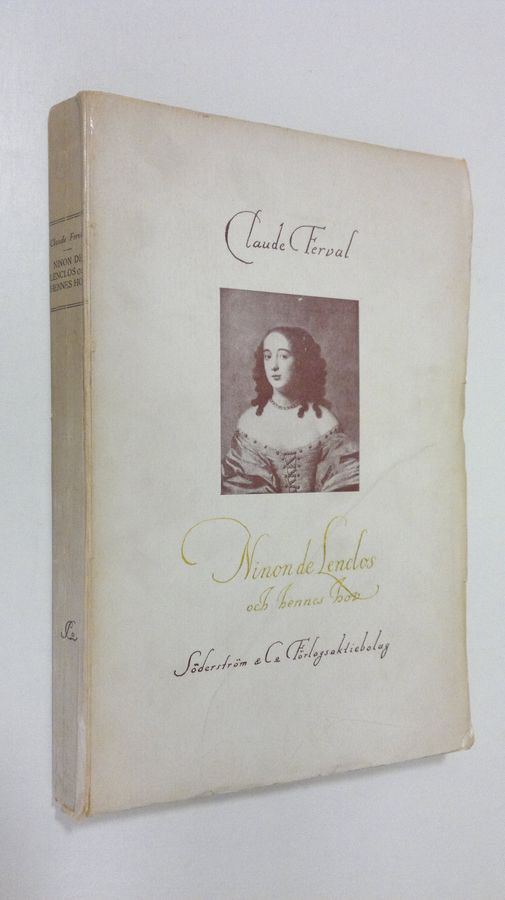 Claude Ferval
Ninon de Lenclos
och hennes hov
Söderström & Co Förlagsaktiebolag
Claude Ferv
NINON DE
LENCLOS oc
HENNES HO